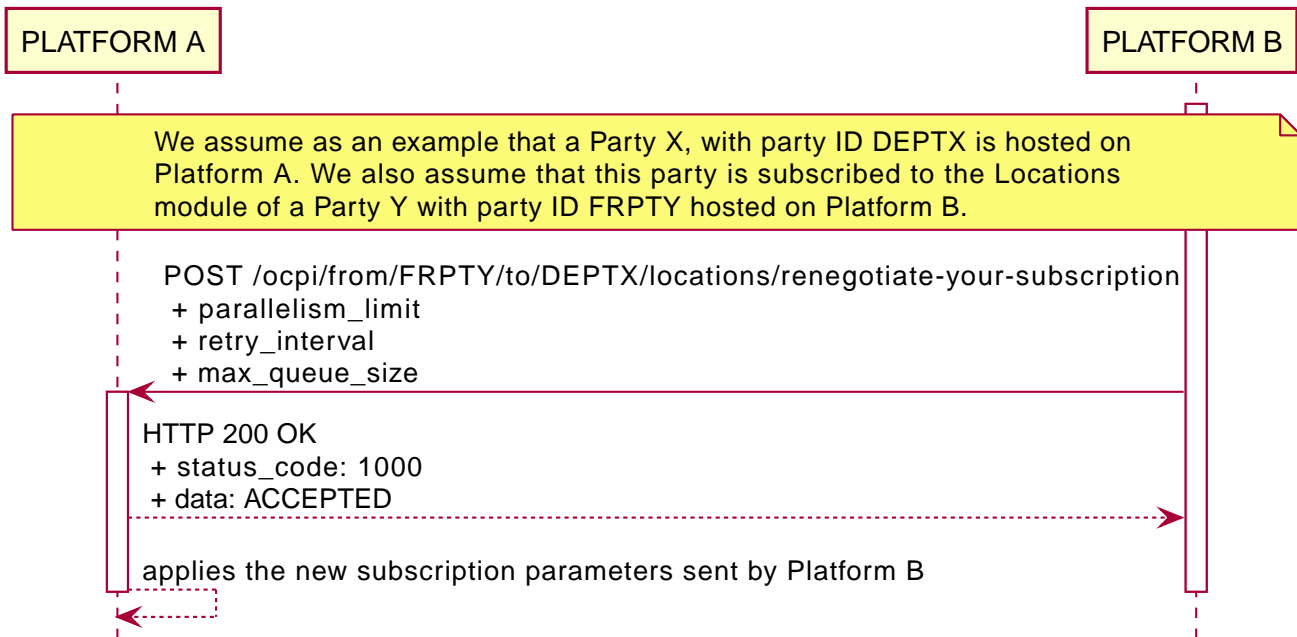 PLATFORM A
PLATFORM B
We assume as an example that a Party X, with party ID DEPTX is hosted on
Platform A. We also assume that this party is subscribed to the Locations
module of a Party Y with party ID FRPTY hosted on Platform B.
POST /ocpi/from/FRPTY/to/DEPTX/locations/renegotiate-your-subscription
+ parallelism_limit
+ retry_interval
+ max_queue_size
HTTP 200 OK
+ status_code: 1000
+ data: ACCEPTED
applies the new subscription parameters sent by Platform B